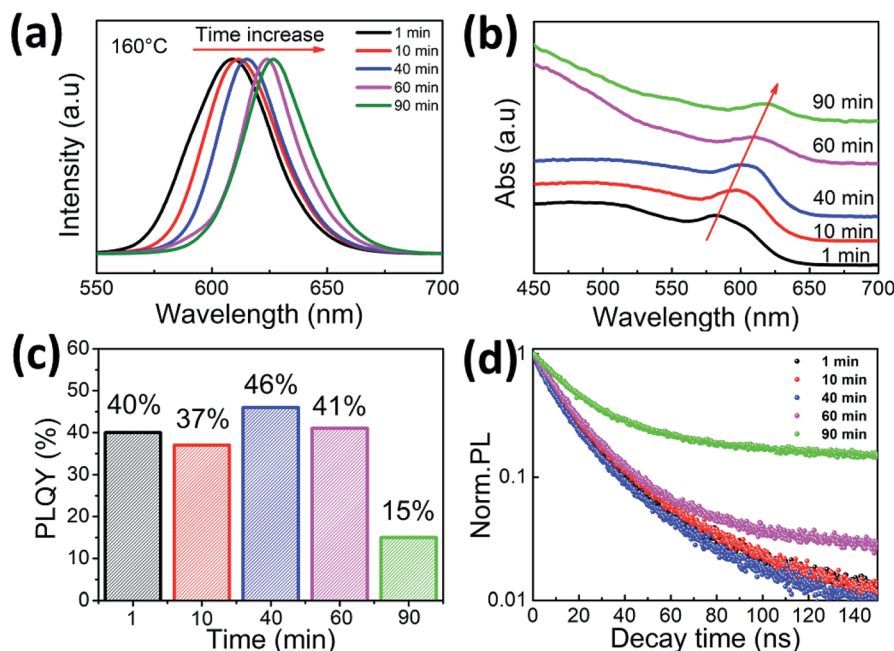 (a)
160°C
Time increase
1 min
10 min
40 min
60 min
90 min
Intensity (a.u)
550
600
650
700
Wavelength (nm)
(b)
90 min
60 min
40 min
10 min
1 min
Abs (a.u)
450
500
550
600
650
700
Wavelength (nm)
(c)
60
50
40
30
20
10
0
40%
37%
46%
41%
15%
PLQY (%)
1
10
40
60
90
Time (min)
(d)
1
0.1
0.01
1 min
10 min
40 min
60 min
90 min
Norm.PL
0
20
40
60
80
100
120
140
Decay time (ns)